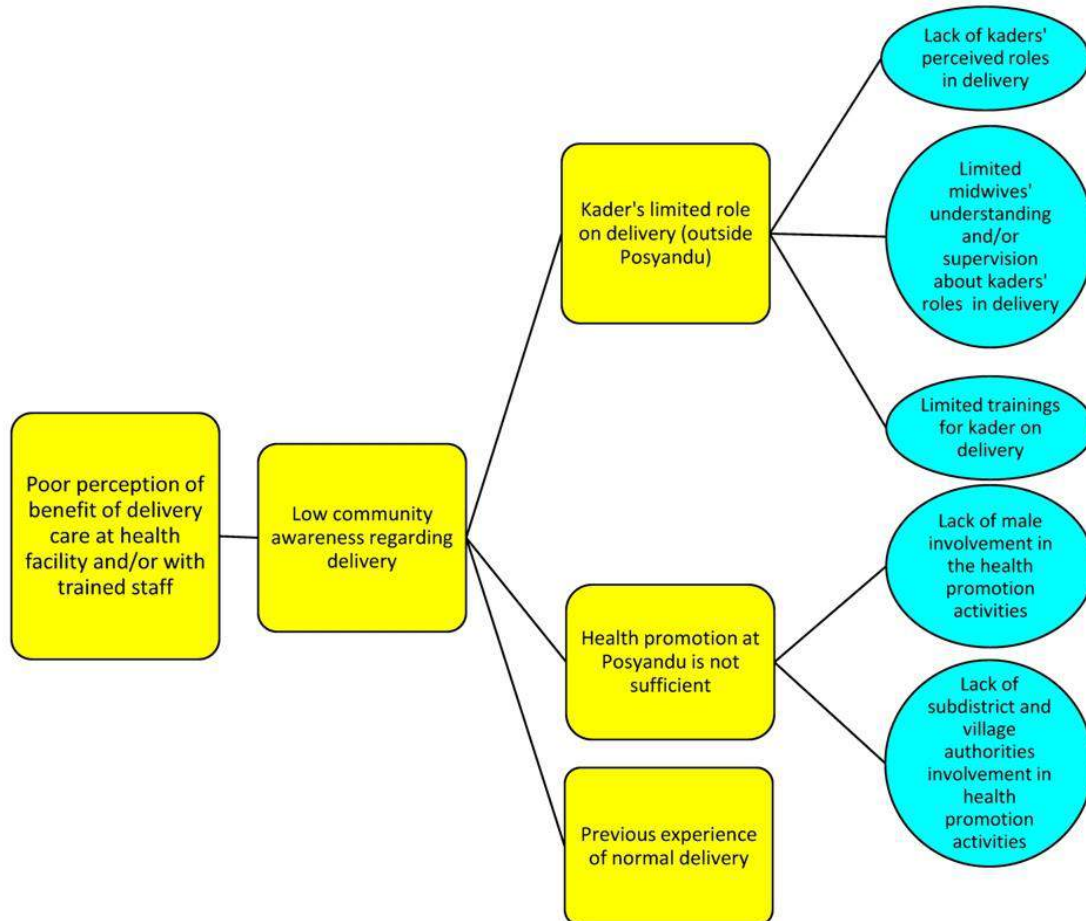 Poor perception of
benefit of delivery
care at health
facility and/or with
trained staff
Low community
awareness regarding
delivery
Kader's limited role
on delivery (outside
Posyandu)
Lack of kaders'
perceived roles
in delivery
Limited
midwives'
understanding
and/or
supervision
about kaders'
roles in delivery
Limited trainings
for kader on
delivery
Health promotion at
Posyandu is not
sufficient
Lack of male
involvement in
the health
promotion
activities
Lack of
subdistrict and
village
authorities
involvement in
health
promotion
activities
Previous experience
of normal delivery